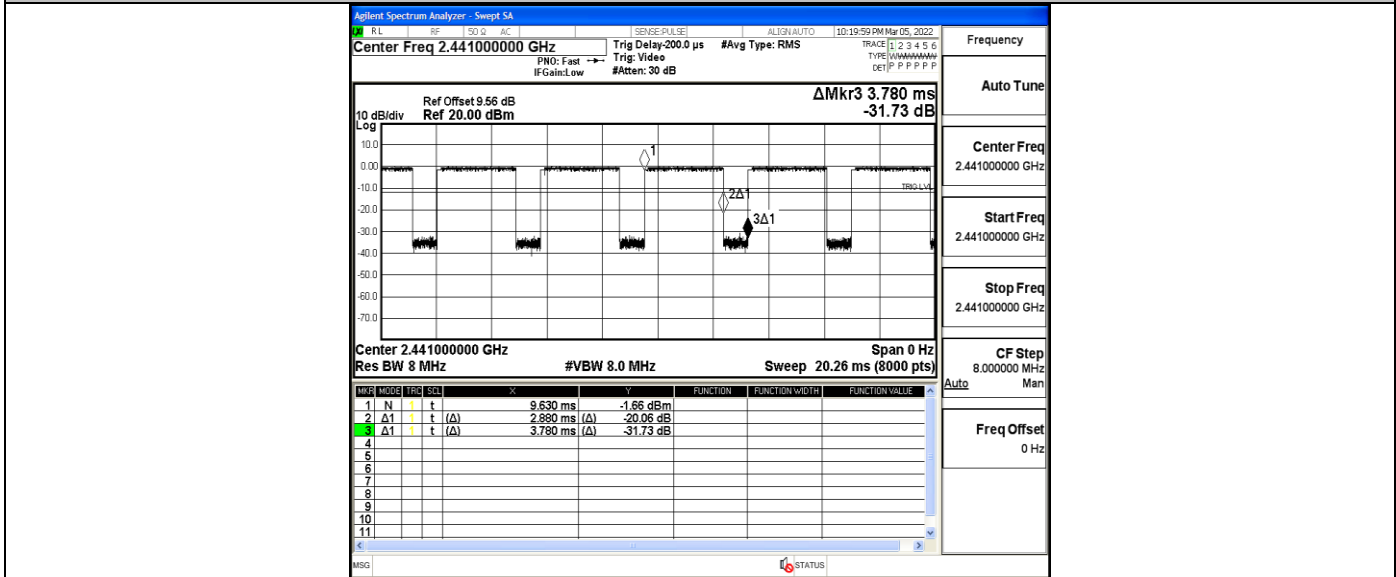 Agilent Spectrum Analyzer - Swept SA
RL RF 50 Ω AC SENSE:PULSE ALIGN AUTO 10:19:59 PM Mar 05, 2022
Center Freq 2.441000000 GHz
PNO: Fast
IFGain:Low
Trig Delay-200.0 µs
Trig: Video
#Atten: 30 dB
#Avg Type: RMS
TRACE 1 2 3 4 5 6
TYPE
DET P P P P P P
ΔMkr3 3.780 ms
-31.73 dB
Ref Offset 9.56 dB
10 dB/div Ref 20.00 dBm
Log
10.0
0.00
-10.0
-20.0
-30.0
-40.0
-50.0
-60.0
-70.0
1
TRIG LVL
2Δ1
3Δ1
Center 2.441000000 GHz Span 0 Hz
Res BW 8 MHz #VBW 8.0 MHz Sweep 20.26 ms (8000 pts)
MKR MODE TRC SCL X Y FUNCTION FUNCTION WIDTH FUNCTION VALUE
1 N 1 t 9.630 ms -1.66 dBm
2 Δ1 1 t (Δ) 2.880 ms (Δ) -20.06 dB
3 Δ1 1 t (Δ) 3.780 ms (Δ) -31.73 dB
4
5
6
7
8
9
10
11
MSG STATUS
Frequency
Auto Tune
Center Freq
2.441000000 GHz
Start Freq
2.441000000 GHz
Stop Freq
2.441000000 GHz
CF Step
8.000000 MHz
Auto Man
Freq Offset
0 Hz